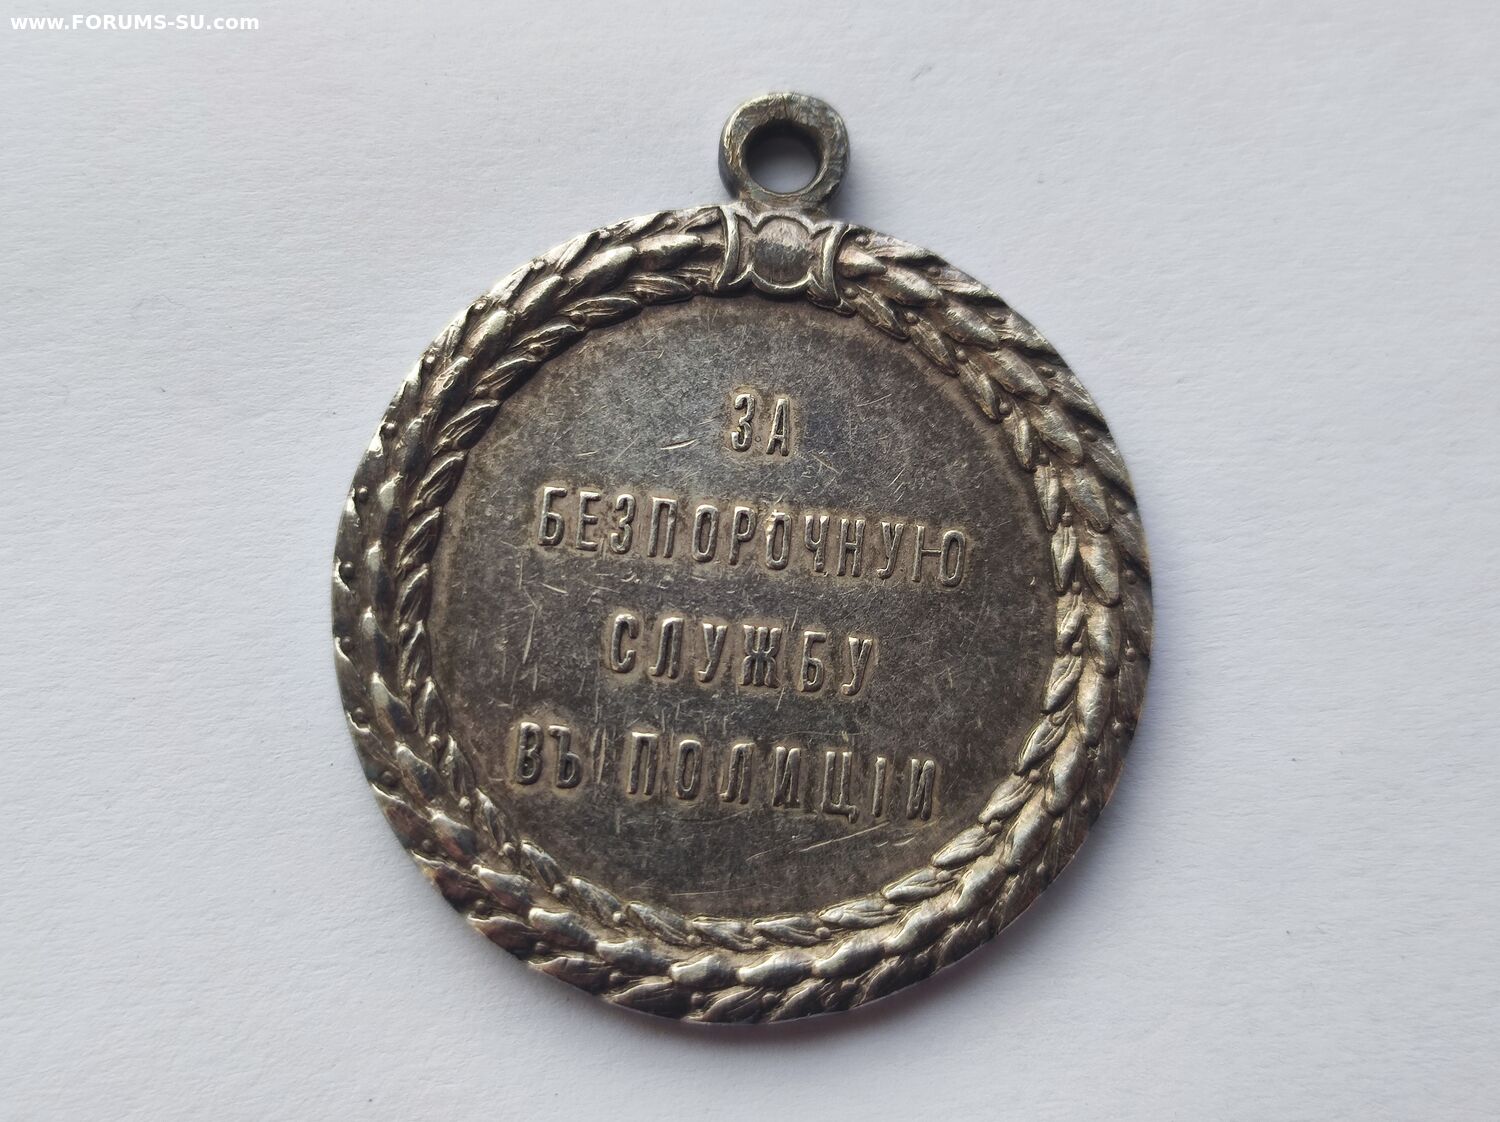 www.FORUMS-SU.com
ЗА
БЕЗПОРОЧНУЮ
СЛУЖБУ
ВЪ ПОЛИЦІИ